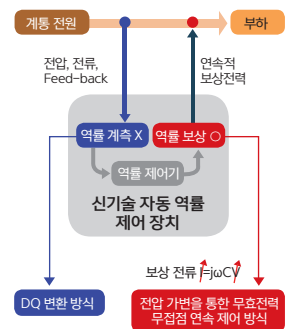 계통 전원
부하
전압, 전류,
Feed-back
연속적
보상전력
역률 계측 X
역률 보상 ○
역률 제어기
신기술 자동 역률
제어 장치
보상 전류 I=jωCV
DQ 변환 방식
전압 가변을 통한 무효전력
무접점 연속 제어 방식